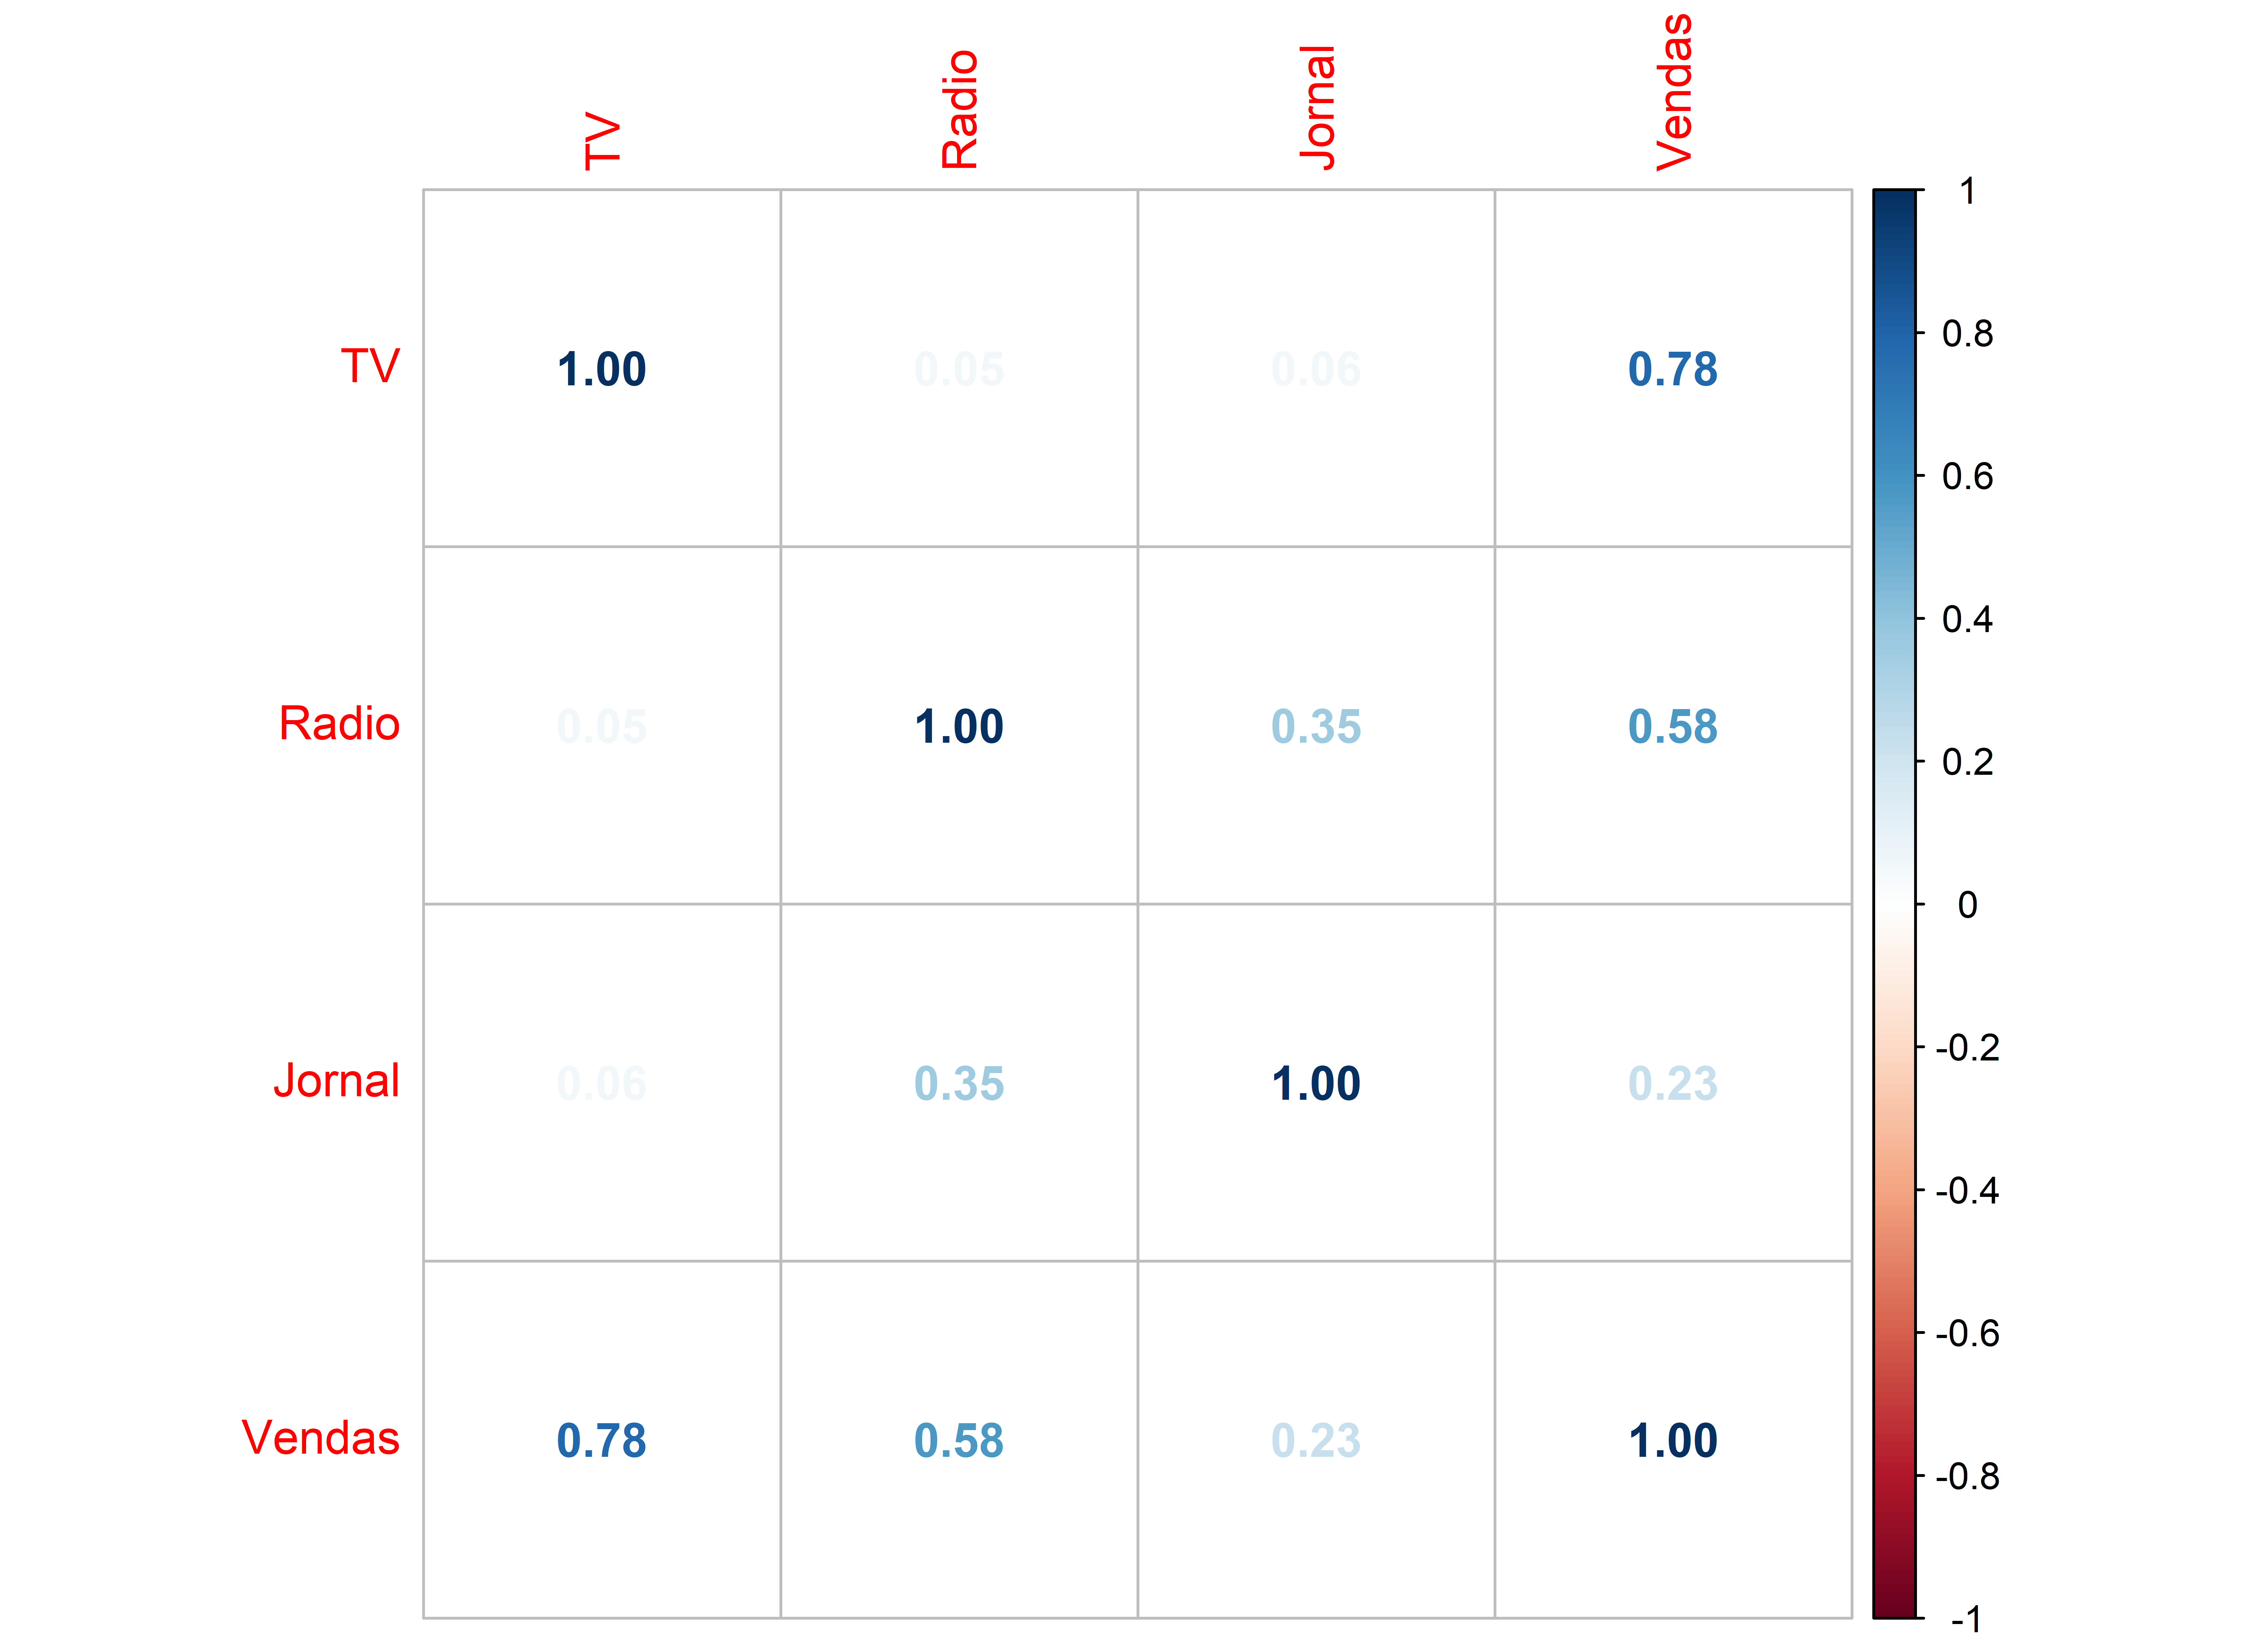 TV Radio Jornal Vendas
TV 1.00 0.05 0.06 0.78
Radio 0.05 1.00 0.35 0.58
Jornal 0.06 0.35 1.00 0.23
Vendas 0.78 0.58 0.23 1.00
1
0.8
0.6
0.4
0.2
0
-0.2
-0.4
-0.6
-0.8
-1